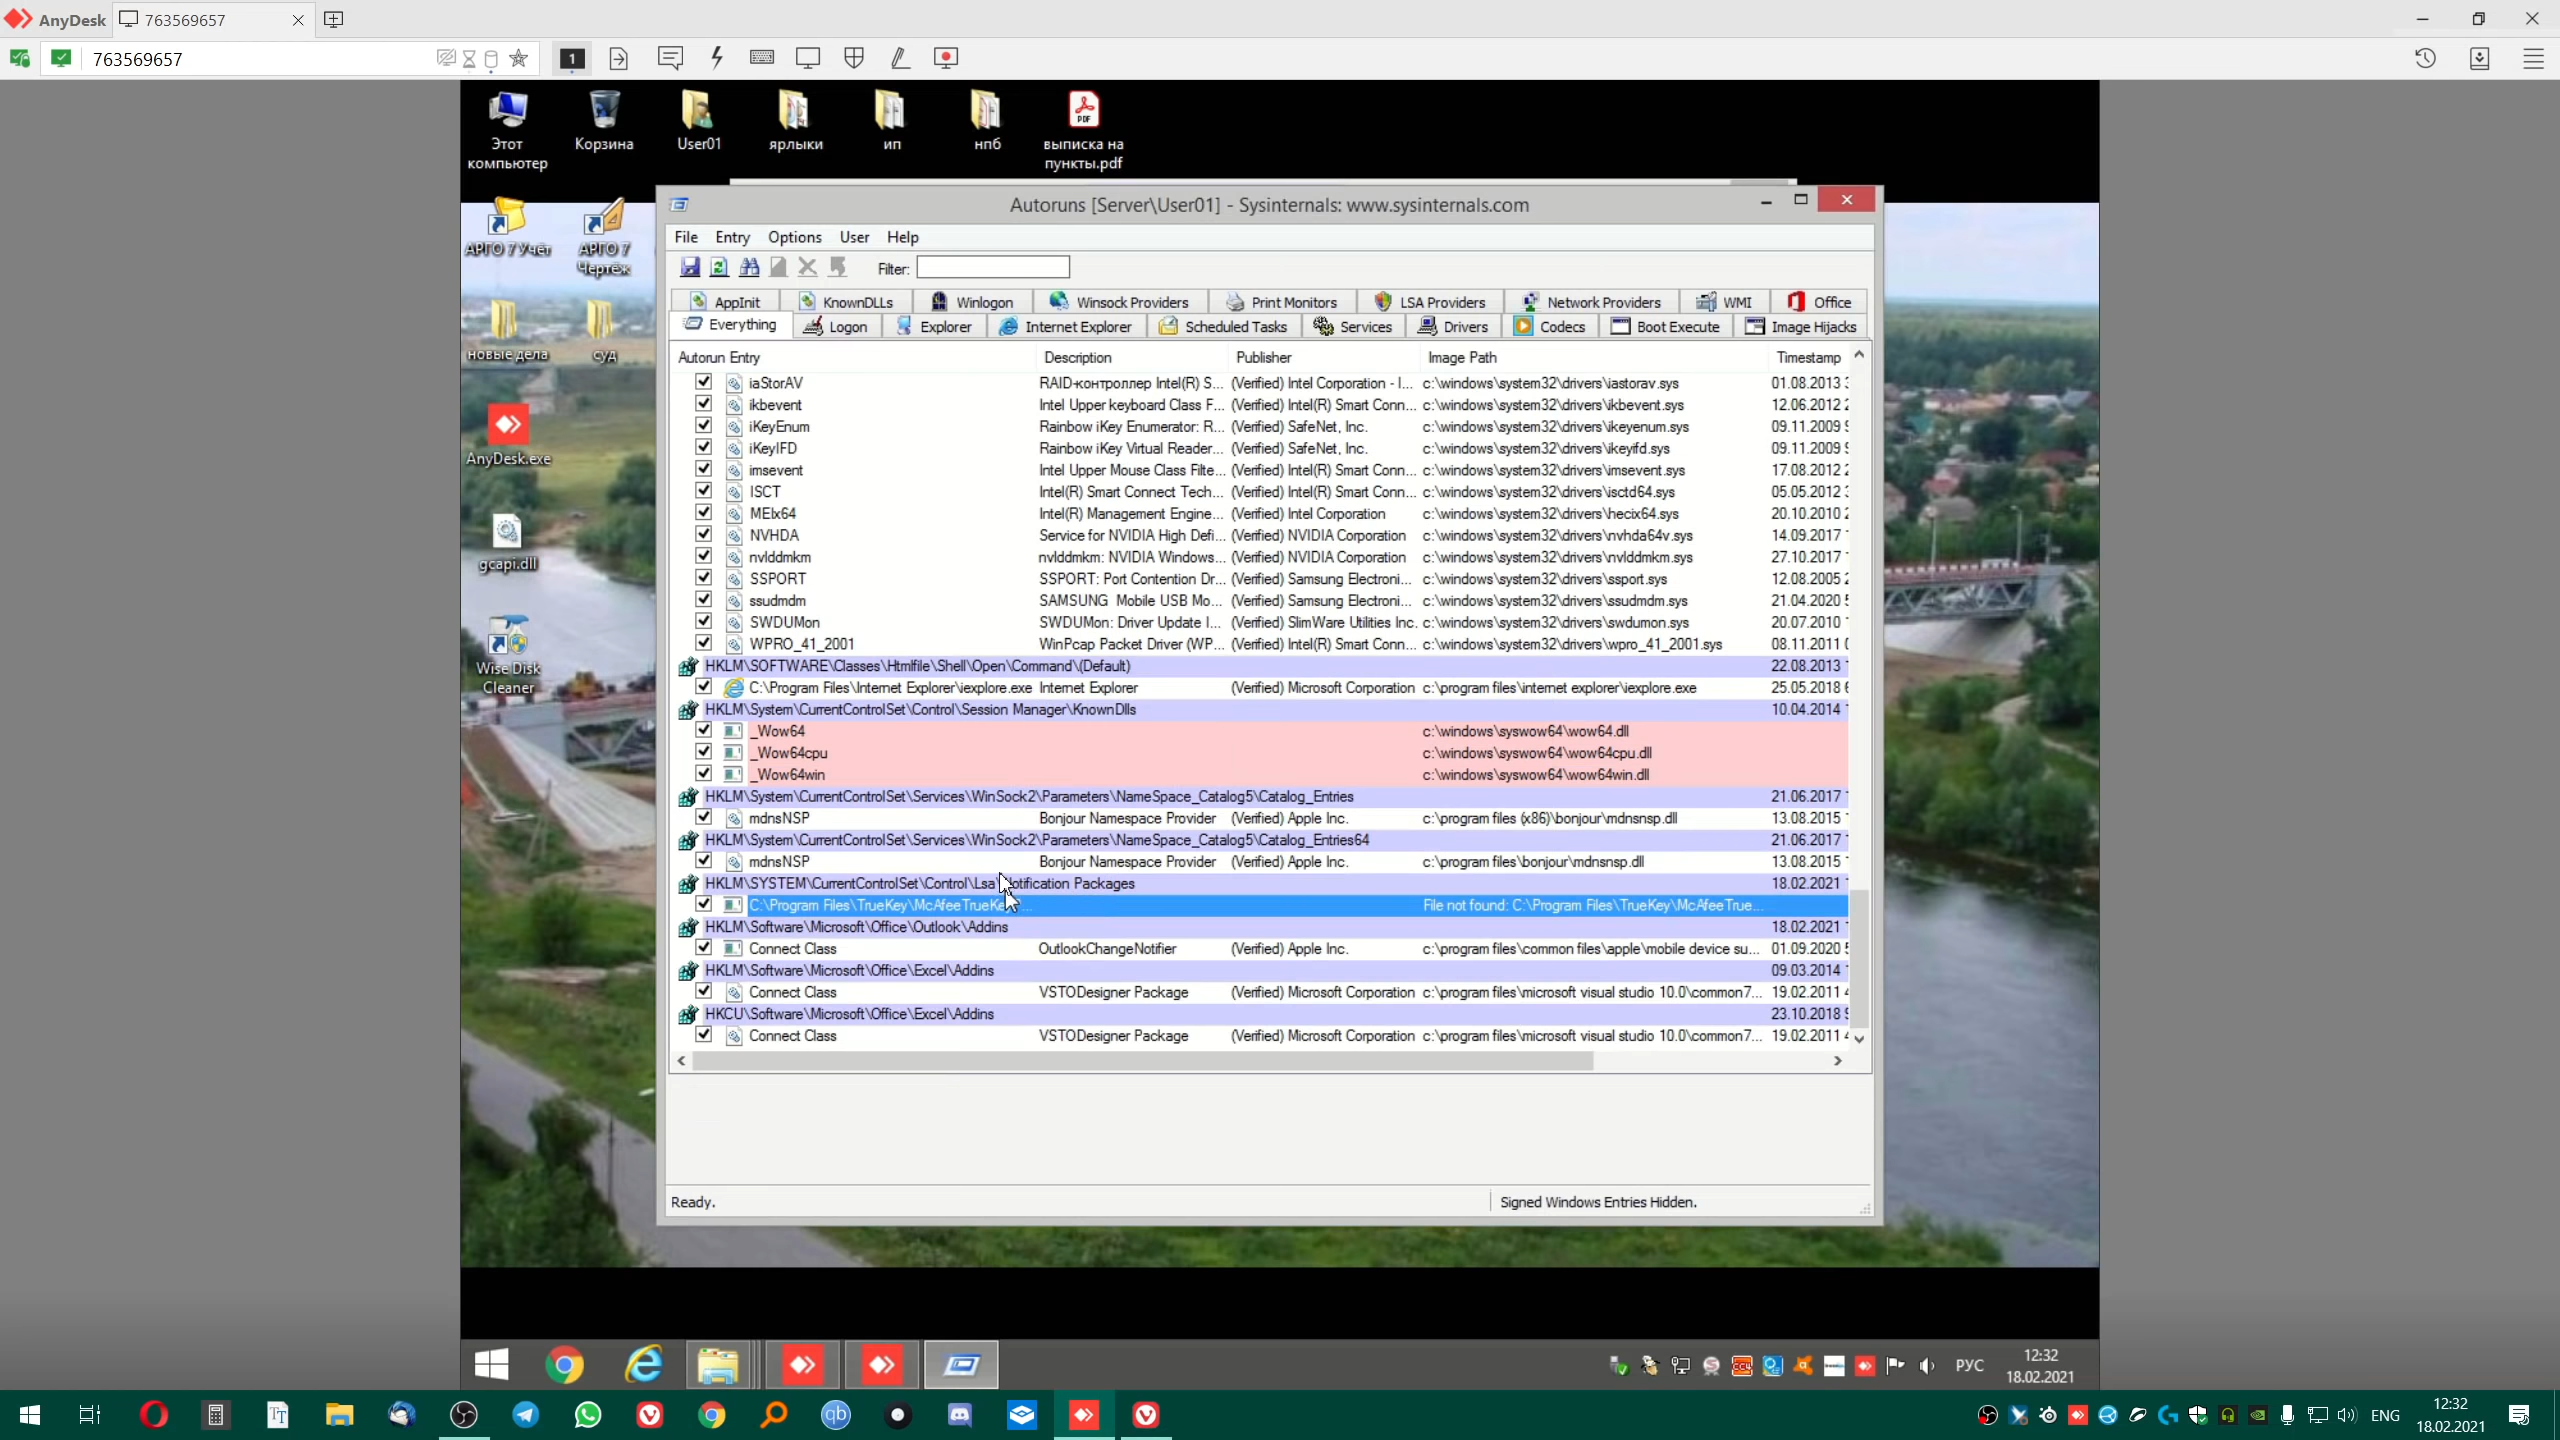 AnyDesk
763569657
763569657
1
Этот компьютер
Корзина
User01
ярлыки
ип
нпб
выписка на пункты.pdf
АРГО 7 Учёт
АРГО 7 Чертёж
новые дела
суд
AnyDesk.exe
gcapi.dll
Wise Disk Cleaner
Autoruns [Server\User01] - Sysinternals: www.sysinternals.com
File Entry Options User Help
Filter:
AppInit KnownDLLs Winlogon Winsock Providers Print Monitors LSA Providers Network Providers WMI Office
Everything Logon Explorer Internet Explorer Scheduled Tasks Services Drivers Codecs Boot Execute Image Hijacks
Autorun Entry Description Publisher Image Path Timestamp
iaStorAV RAID-контроллер Intel(R) S... (Verified) Intel Corporation - I... c:\windows\system32\drivers\iastorav.sys 01.08.2013
ikbevent Intel Upper keyboard Class F... (Verified) Intel(R) Smart Conn... c:\windows\system32\drivers\ikbevent.sys 12.06.2012
iKeyEnum Rainbow iKey Enumerator: R... (Verified) SafeNet, Inc. c:\windows\system32\drivers\ikeyenum.sys 09.11.2009
iKeyIFD Rainbow iKey Virtual Reader... (Verified) SafeNet, Inc. c:\windows\system32\drivers\ikeyifd.sys 09.11.2009
imsevent Intel Upper Mouse Class Filte... (Verified) Intel(R) Smart Conn... c:\windows\system32\drivers\imsevent.sys 17.08.2012
ISCT Intel(R) Smart Connect Tech... (Verified) Intel(R) Smart Conn... c:\windows\system32\drivers\isctd64.sys 05.05.2012
MEIx64 Intel(R) Management Engine... (Verified) Intel Corporation c:\windows\system32\drivers\hecix64.sys 20.10.2010
NVHDA Service for NVIDIA High Defi... (Verified) NVIDIA Corporation c:\windows\system32\drivers\nvhda64v.sys 14.09.2017
nvlddmkm nvlddmkm: NVIDIA Windows... (Verified) NVIDIA Corporation c:\windows\system32\drivers\nvlddmkm.sys 27.10.2017
SSPORT SSPORT: Port Contention Dr... (Verified) Samsung Electroni... c:\windows\system32\drivers\ssport.sys 12.08.2005
ssudmdm SAMSUNG Mobile USB Mo... (Verified) Samsung Electroni... c:\windows\system32\drivers\ssudmdm.sys 21.04.2020
SWDUMon SWDUMon: Driver Update I... (Verified) SlimWare Utilities Inc. c:\windows\system32\drivers\swdumon.sys 20.07.2010
WPRO_41_2001 WinPcap Packet Driver (WP... (Verified) Intel(R) Smart Conn... c:\windows\system32\drivers\wpro_41_2001.sys 08.11.2011
HKLM\SOFTWARE\Classes\Htmlfile\Shell\Open\Command\(Default) 22.08.2013
C:\Program Files\Internet Explorer\iexplore.exe Internet Explorer (Verified) Microsoft Corporation c:\program files\internet explorer\iexplore.exe 25.05.2018
HKLM\System\CurrentControlSet\Control\Session Manager\KnownDlls 10.04.2014
_Wow64 c:\windows\syswow64\wow64.dll
_Wow64cpu c:\windows\syswow64\wow64cpu.dll
_Wow64win c:\windows\syswow64\wow64win.dll
HKLM\System\CurrentControlSet\Services\WinSock2\Parameters\NameSpace_Catalog5\Catalog_Entries 21.06.2017
mdnsNSP Bonjour Namespace Provider (Verified) Apple Inc. c:\program files (x86)\bonjour\mdnsnsp.dll 13.08.2015
HKLM\System\CurrentControlSet\Services\WinSock2\Parameters\NameSpace_Catalog5\Catalog_Entries64 21.06.2017
mdnsNSP Bonjour Namespace Provider (Verified) Apple Inc. c:\program files\bonjour\mdnsnsp.dll 13.08.2015
HKLM\SYSTEM\CurrentControlSet\Control\Lsa\Notification Packages 18.02.2021
C:\Program Files\TrueKey\McAfeeTrueKe... File not found: C:\Program Files\TrueKey\McAfeeTrue...
HKLM\Software\Microsoft\Office\Outlook\Addins 18.02.2021
Connect Class OutlookChangeNotifier (Verified) Apple Inc. c:\program files\common files\apple\mobile device su... 01.09.2020
HKLM\Software\Microsoft\Office\Excel\Addins 09.03.2014
Connect Class VSTODesigner Package (Verified) Microsoft Corporation c:\program files\microsoft visual studio 10.0\common7... 19.02.2011
HKCU\Software\Microsoft\Office\Excel\Addins 23.10.2018
Connect Class VSTODesigner Package (Verified) Microsoft Corporation c:\program files\microsoft visual studio 10.0\common7... 19.02.2011
Ready. Signed Windows Entries Hidden.
РУС
12:32
18.02.2021
ENG
12:32
18.02.2021